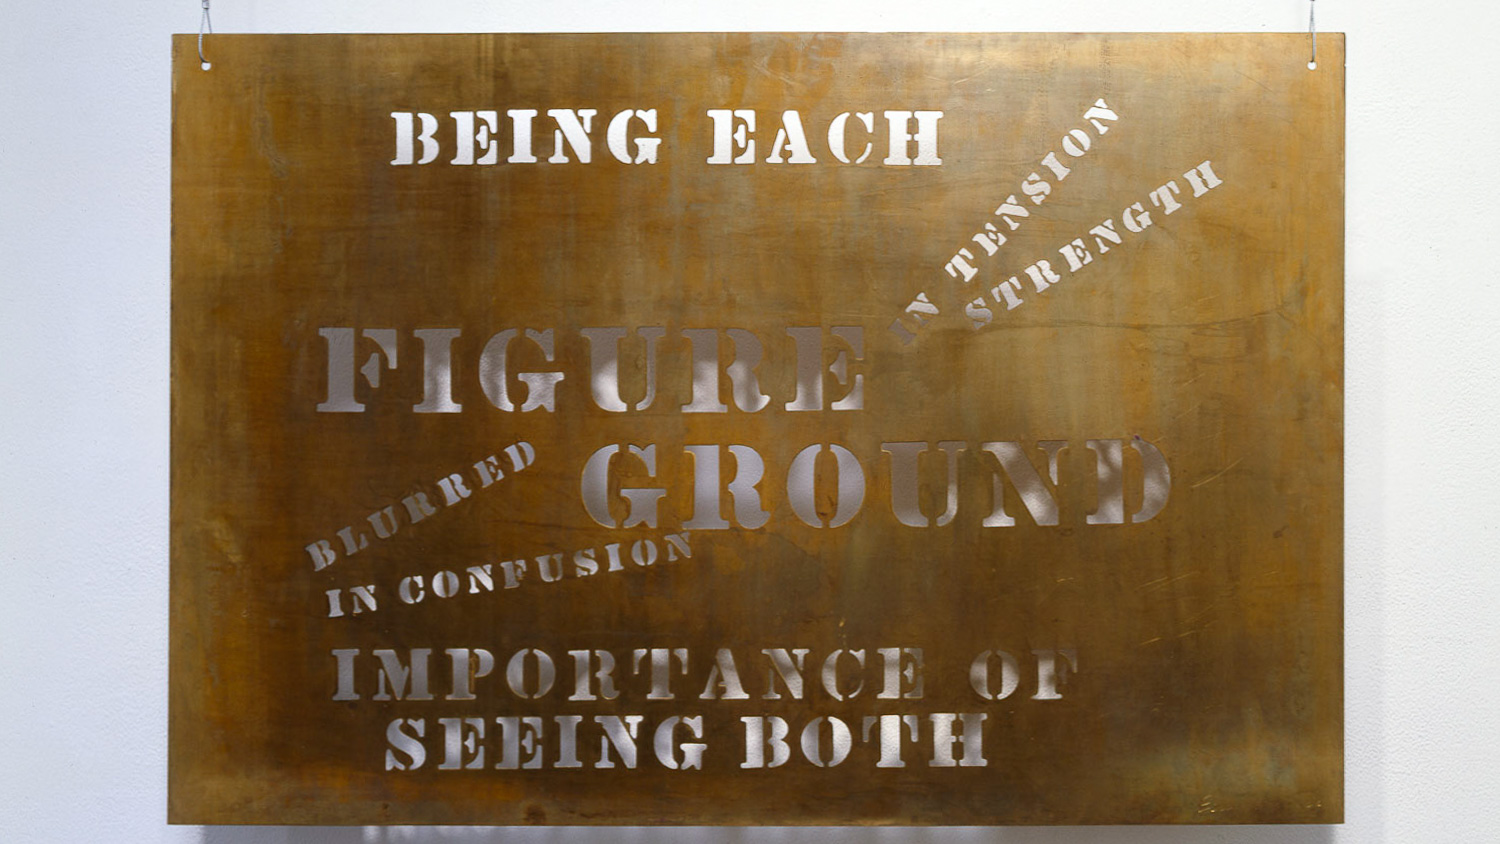 BEING EACH
IN TENSION
STRENGTH
FIGURE
GROUND
BLURRED
IN CONFUSION
IMPORTANCE OF
SEEING BOTH